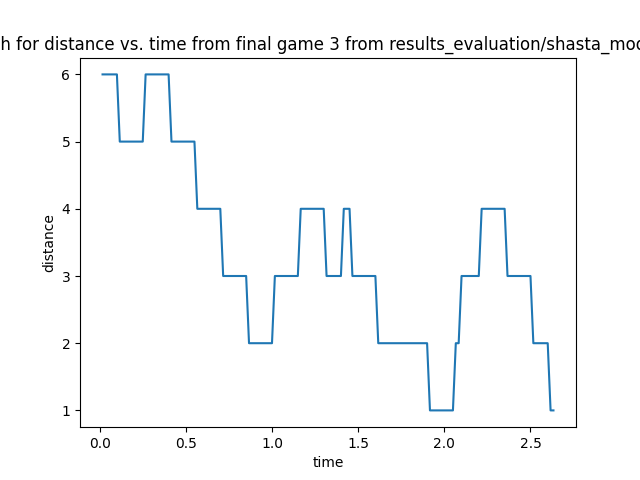 h for distance vs. time from final game 3 from results_evaluation/shasta_mo
6
5
4
3
2
1
distance
0.0 0.5 1.0 1.5 2.0 2.5
time